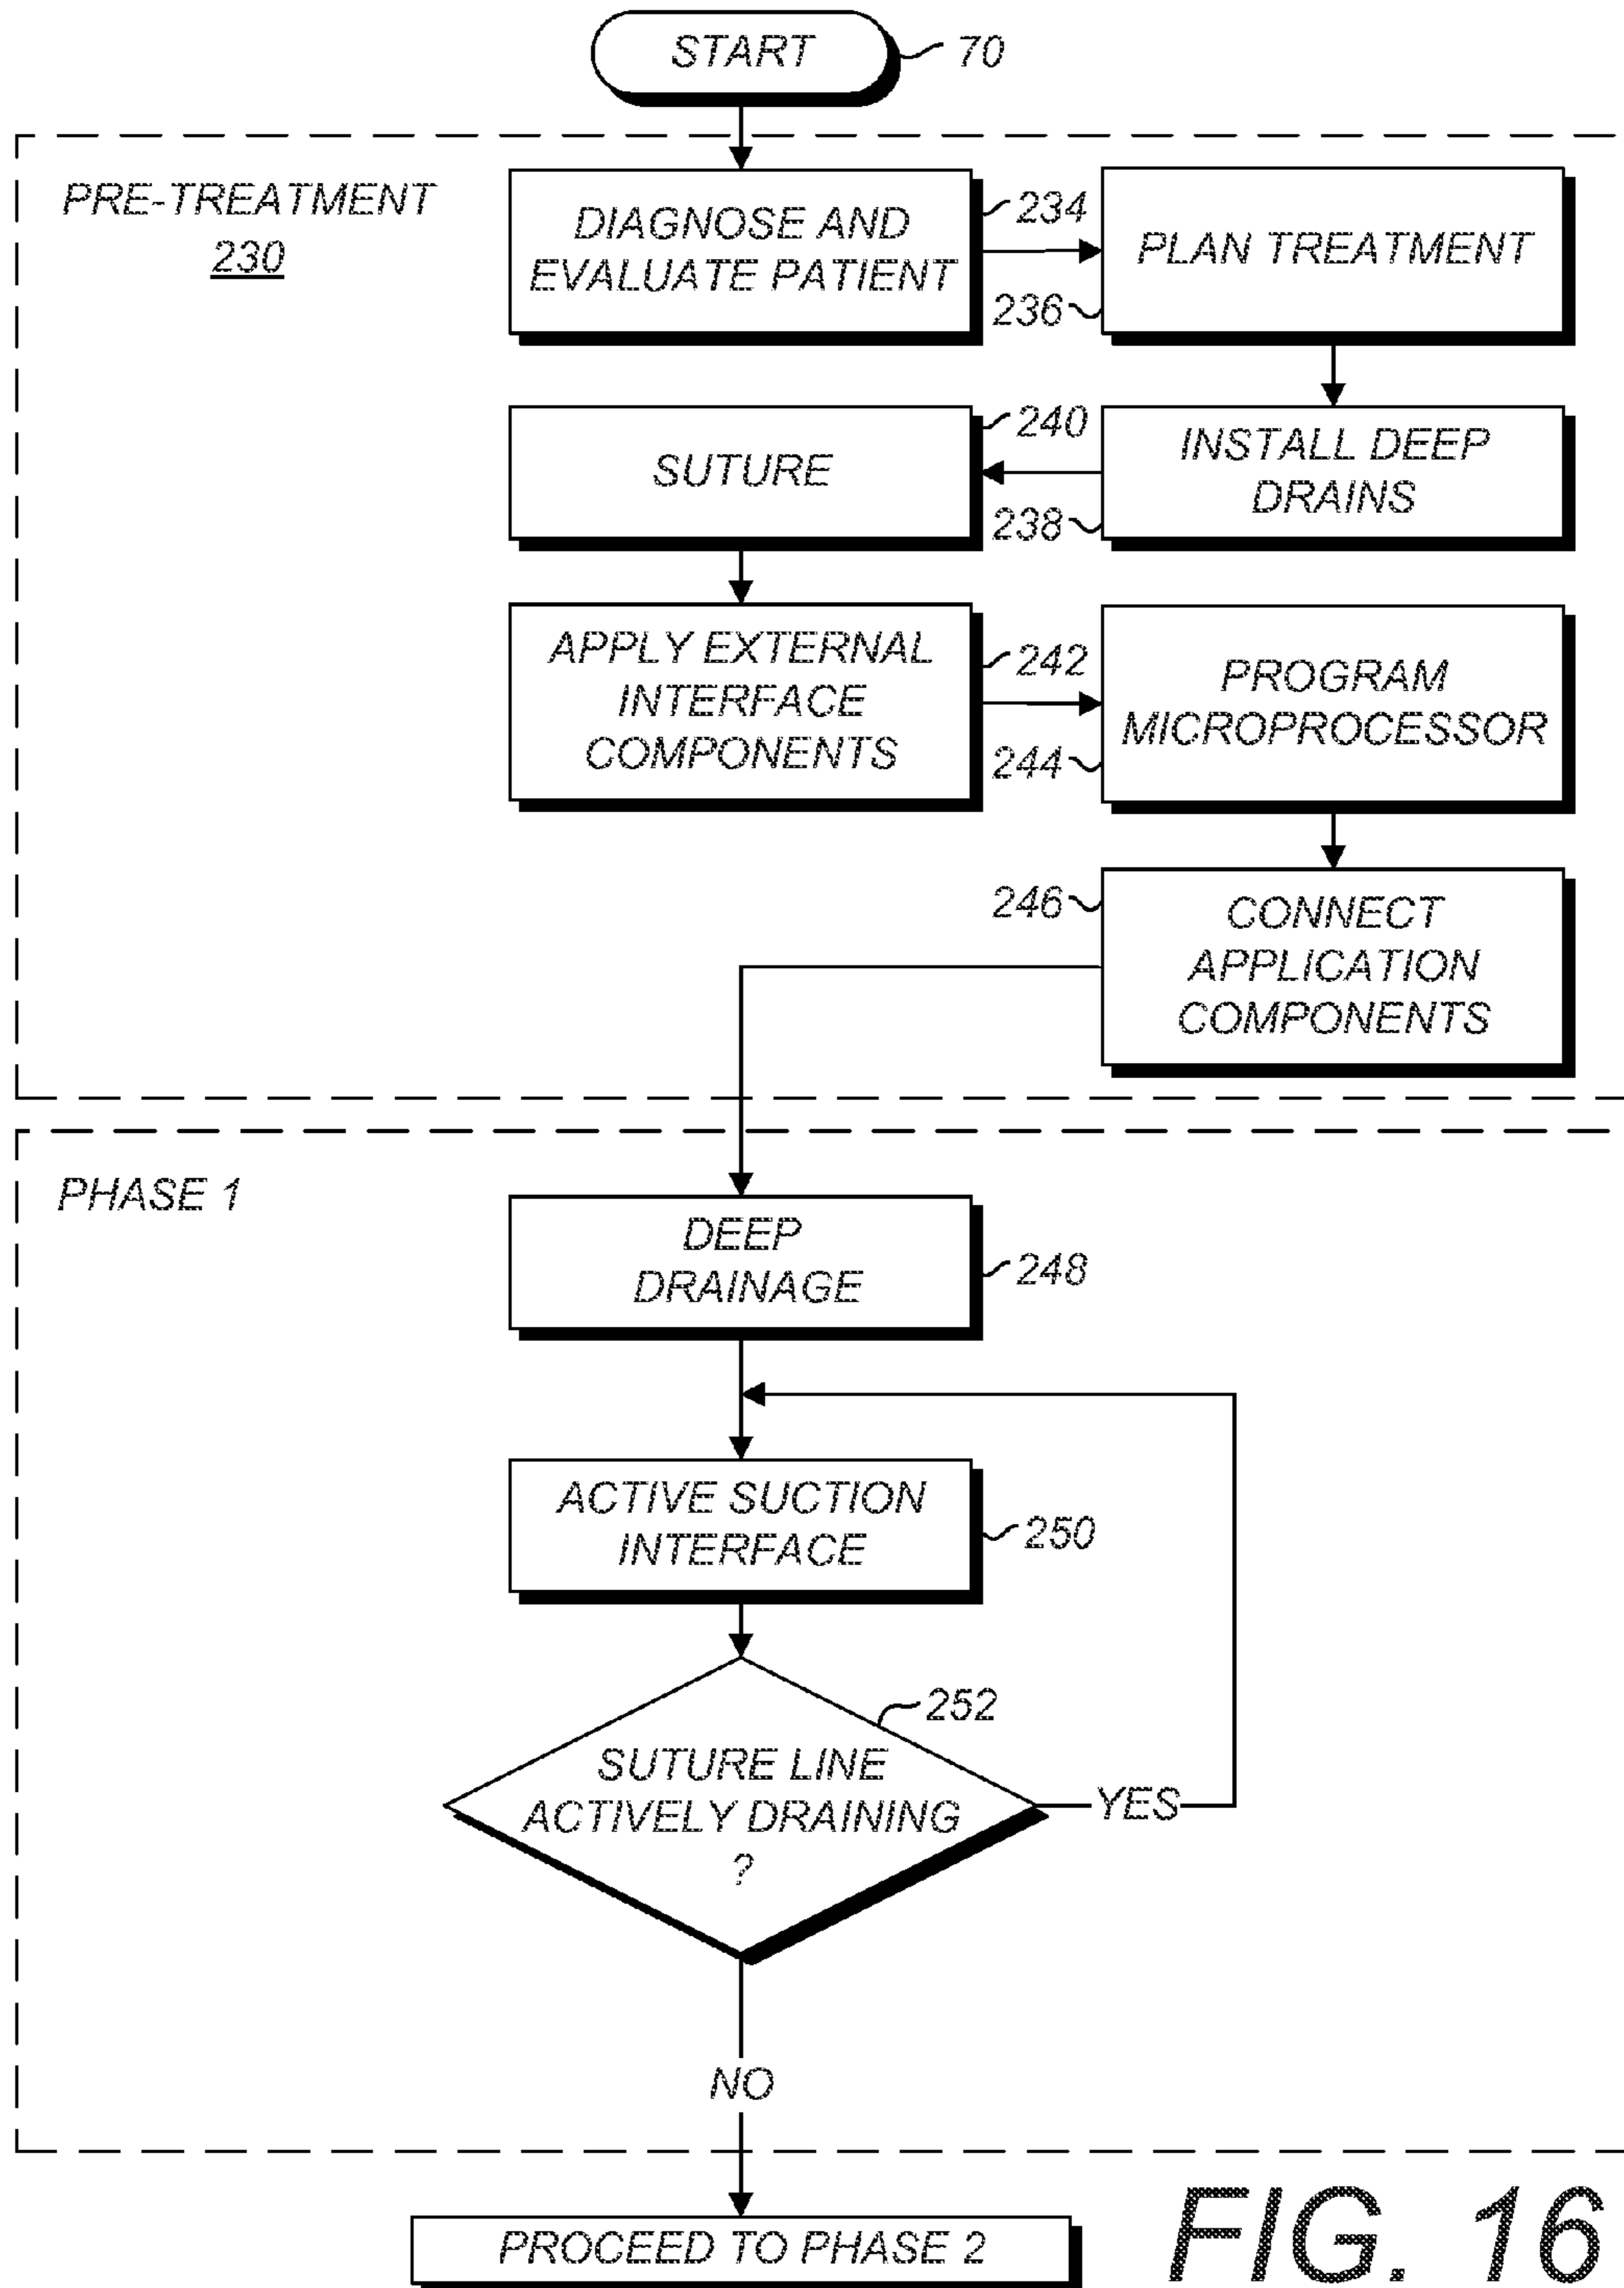 START
70
PRE-TREATMENT
230
DIAGNOSE AND
EVALUATE PATIENT
234
PLAN TREATMENT
236
INSTALL DEEP
DRAINS
238
SUTURE
240
APPLY EXTERNAL
INTERFACE
COMPONENTS
242
PROGRAM
MICROPROCESSOR
244
CONNECT
APPLICATION
COMPONENTS
246
PHASE 1
DEEP
DRAINAGE
248
ACTIVE SUCTION
INTERFACE
250
SUTURE LINE
ACTIVELY DRAINING
?
252
YES
NO
PROCEED TO PHASE 2
FIG. 16